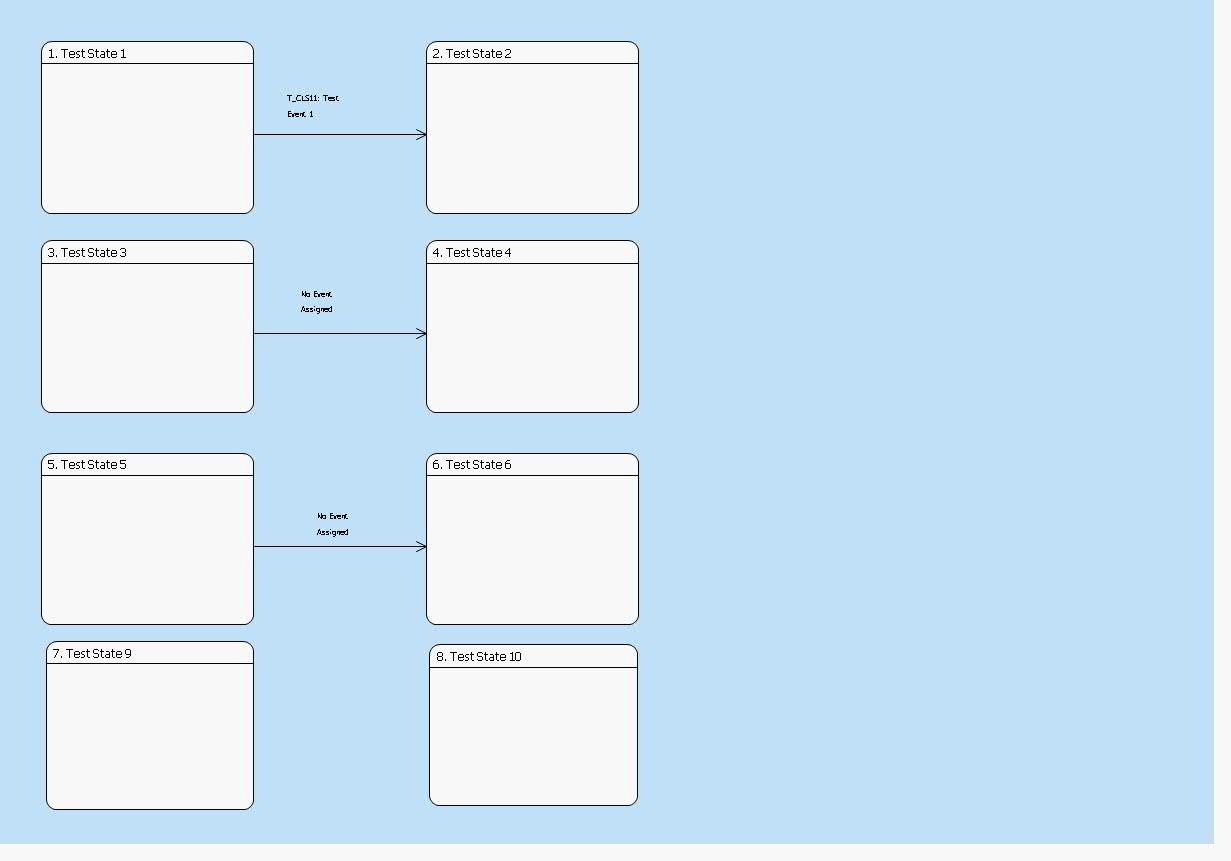 1. Test State 1
2. Test State 2
T_CLS11: Test
Event 1
3. Test State 3
4. Test State 4
No Event
Assigned
5. Test State 5
6. Test State 6
No Event
Assigned
7. Test State 9
8. Test State 10